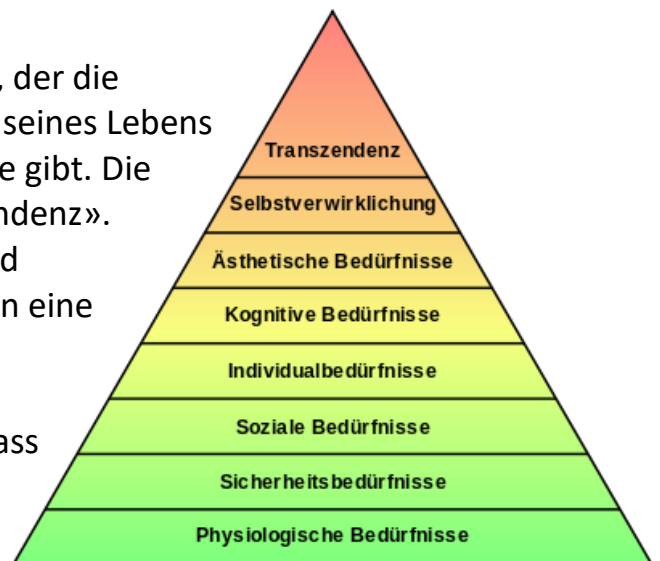 , der die
seines Lebens
e gibt. Die
ndenz».
d
n eine
ass
Transzendenz
Selbstverwirklichung
Ästhetische Bedürfnisse
Kognitive Bedürfnisse
Individualbedürfnisse
Soziale Bedürfnisse
Sicherheitsbedürfnisse
Physiologische Bedürfnisse